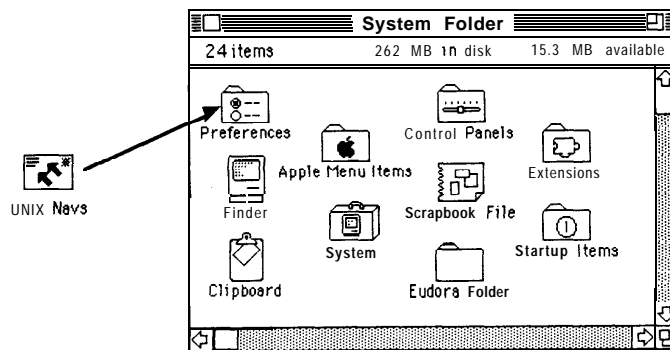 System Folder
24 items 262 MB in disk 15.3 MB available
Preferences
Control Panels
Apple Menu Items
Extensions
UNIX Navs
Finder
Scrapbook File
System
Startup Items
Clipboard
Eudora Folder